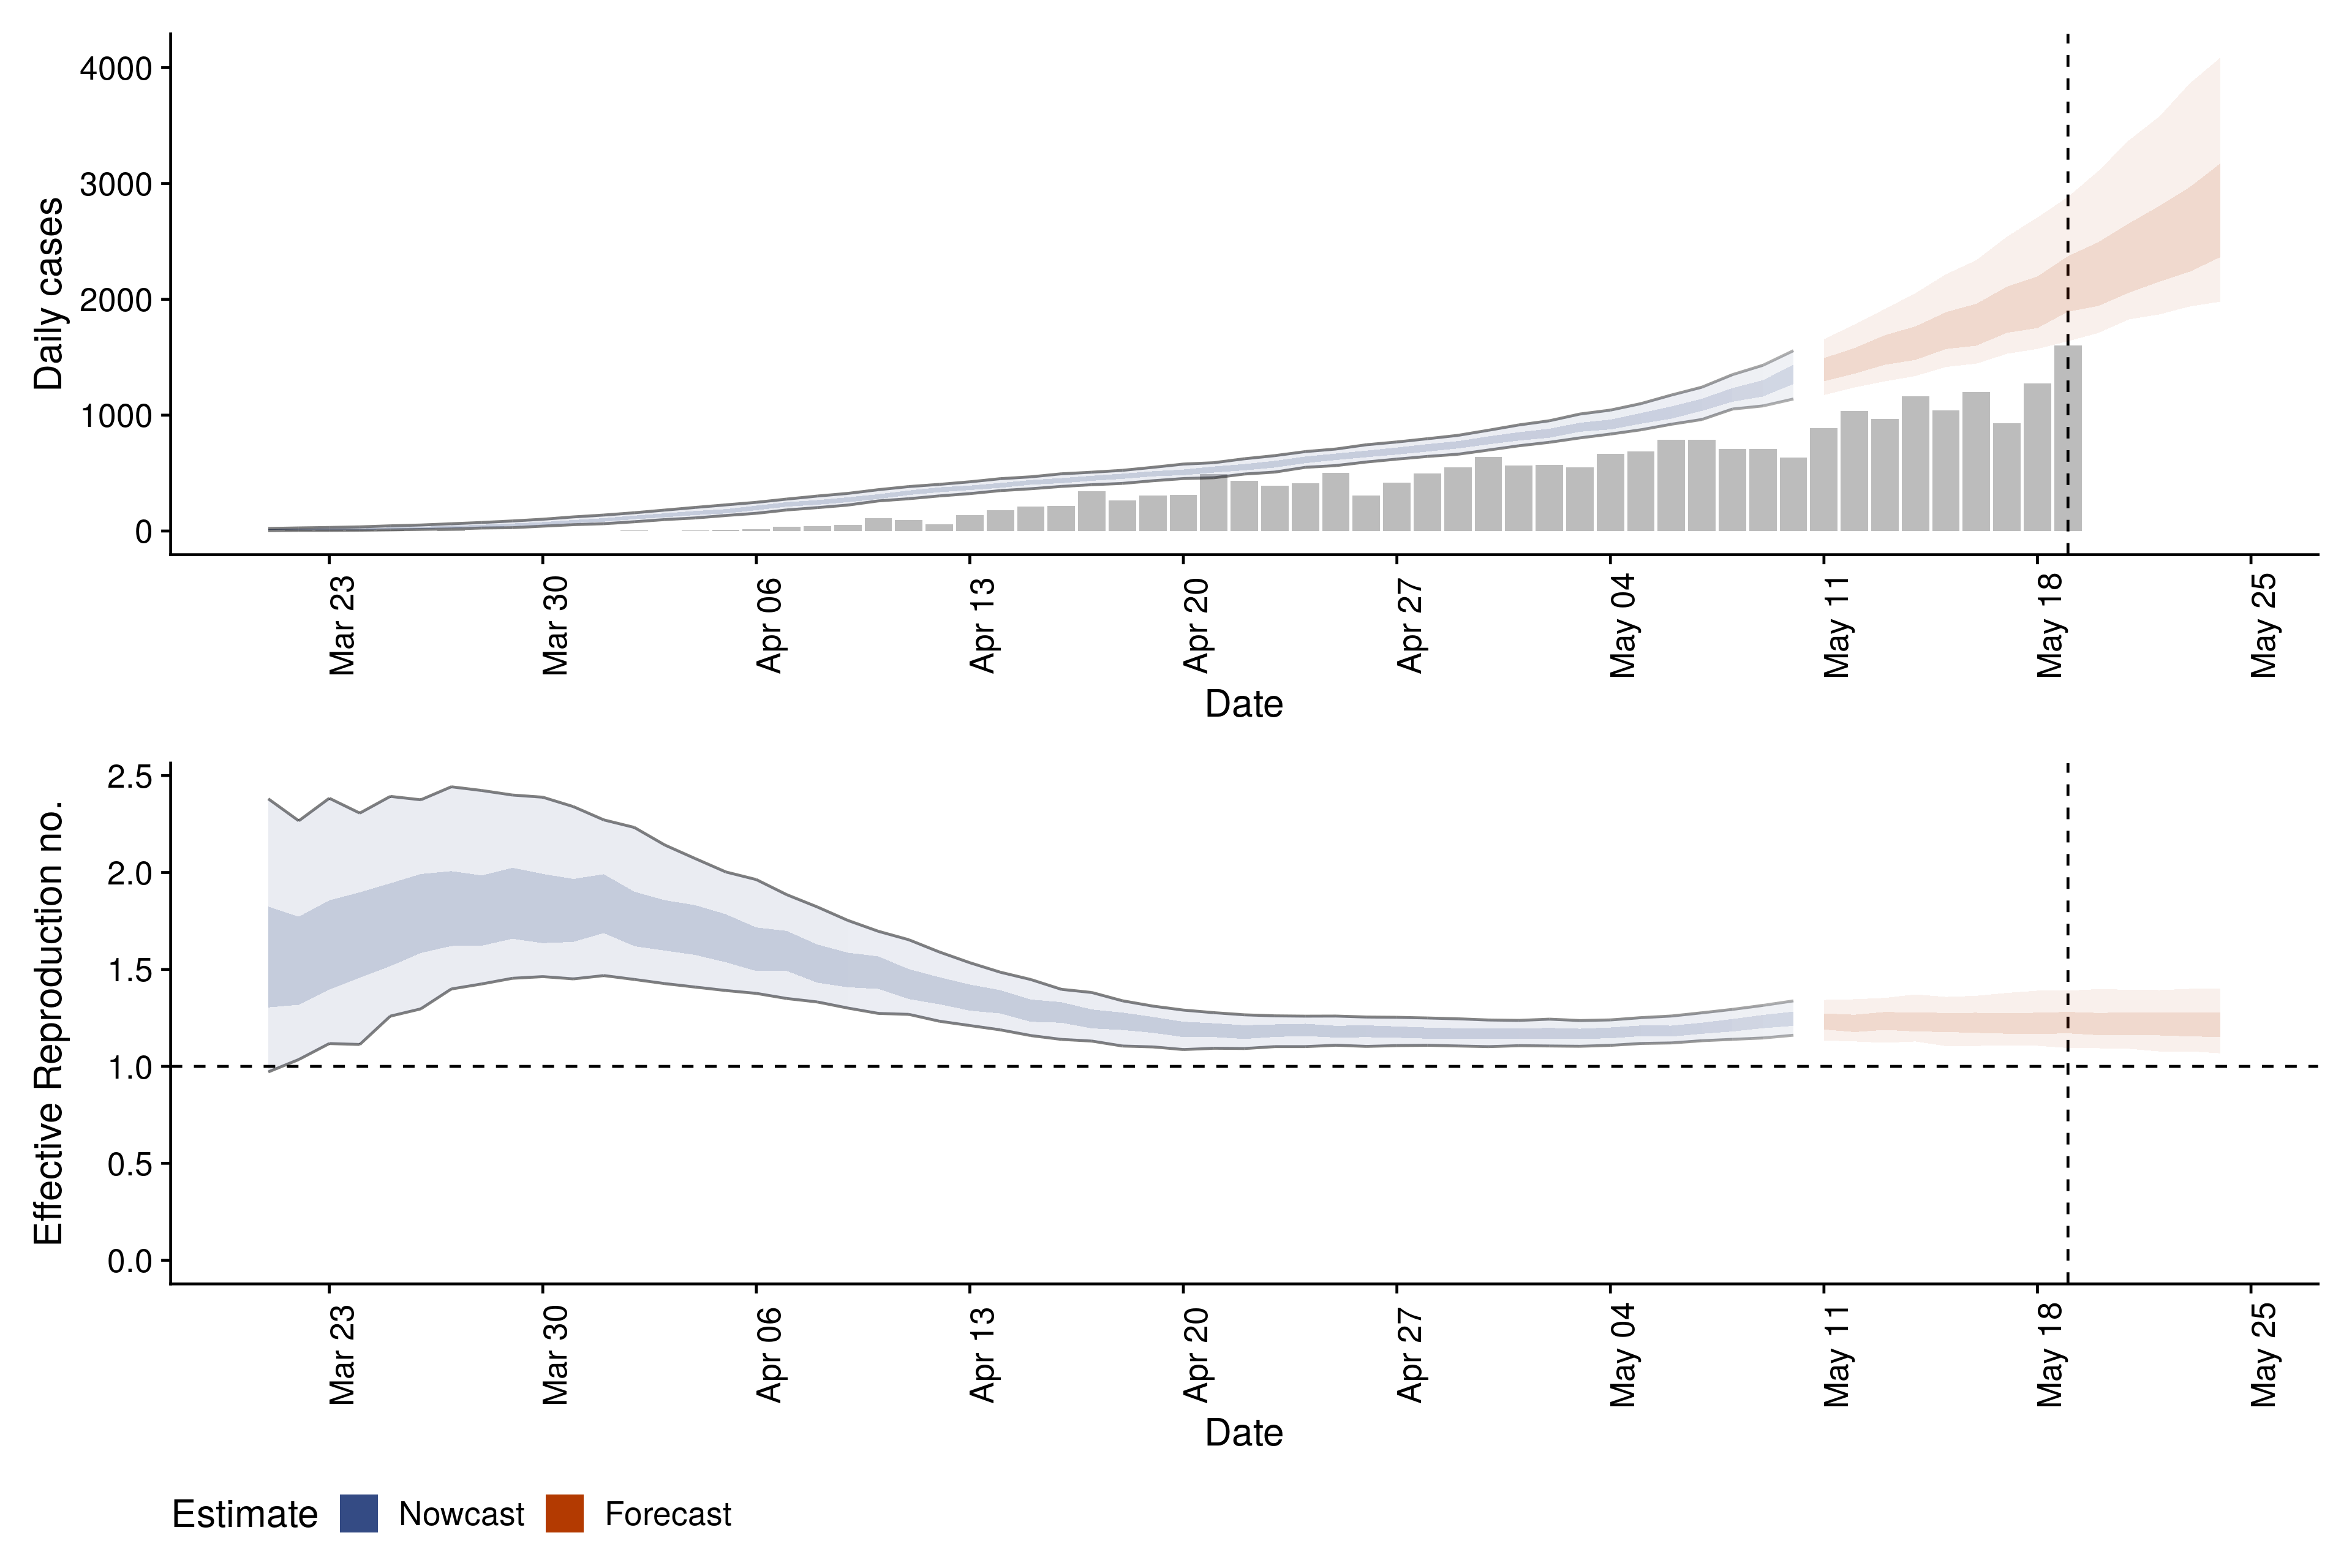 Daily cases
4000
3000
2000
1000
0
Mar 23
Mar 30
Apr 06
Apr 13
Apr 20
Apr 27
May 04
May 11
May 18
May 25
Date
Effective Reproduction no.
2.5
2.0
1.5
1.0
0.5
0.0
Mar 23
Mar 30
Apr 06
Apr 13
Apr 20
Apr 27
May 04
May 11
May 18
May 25
Date
Estimate Nowcast Forecast